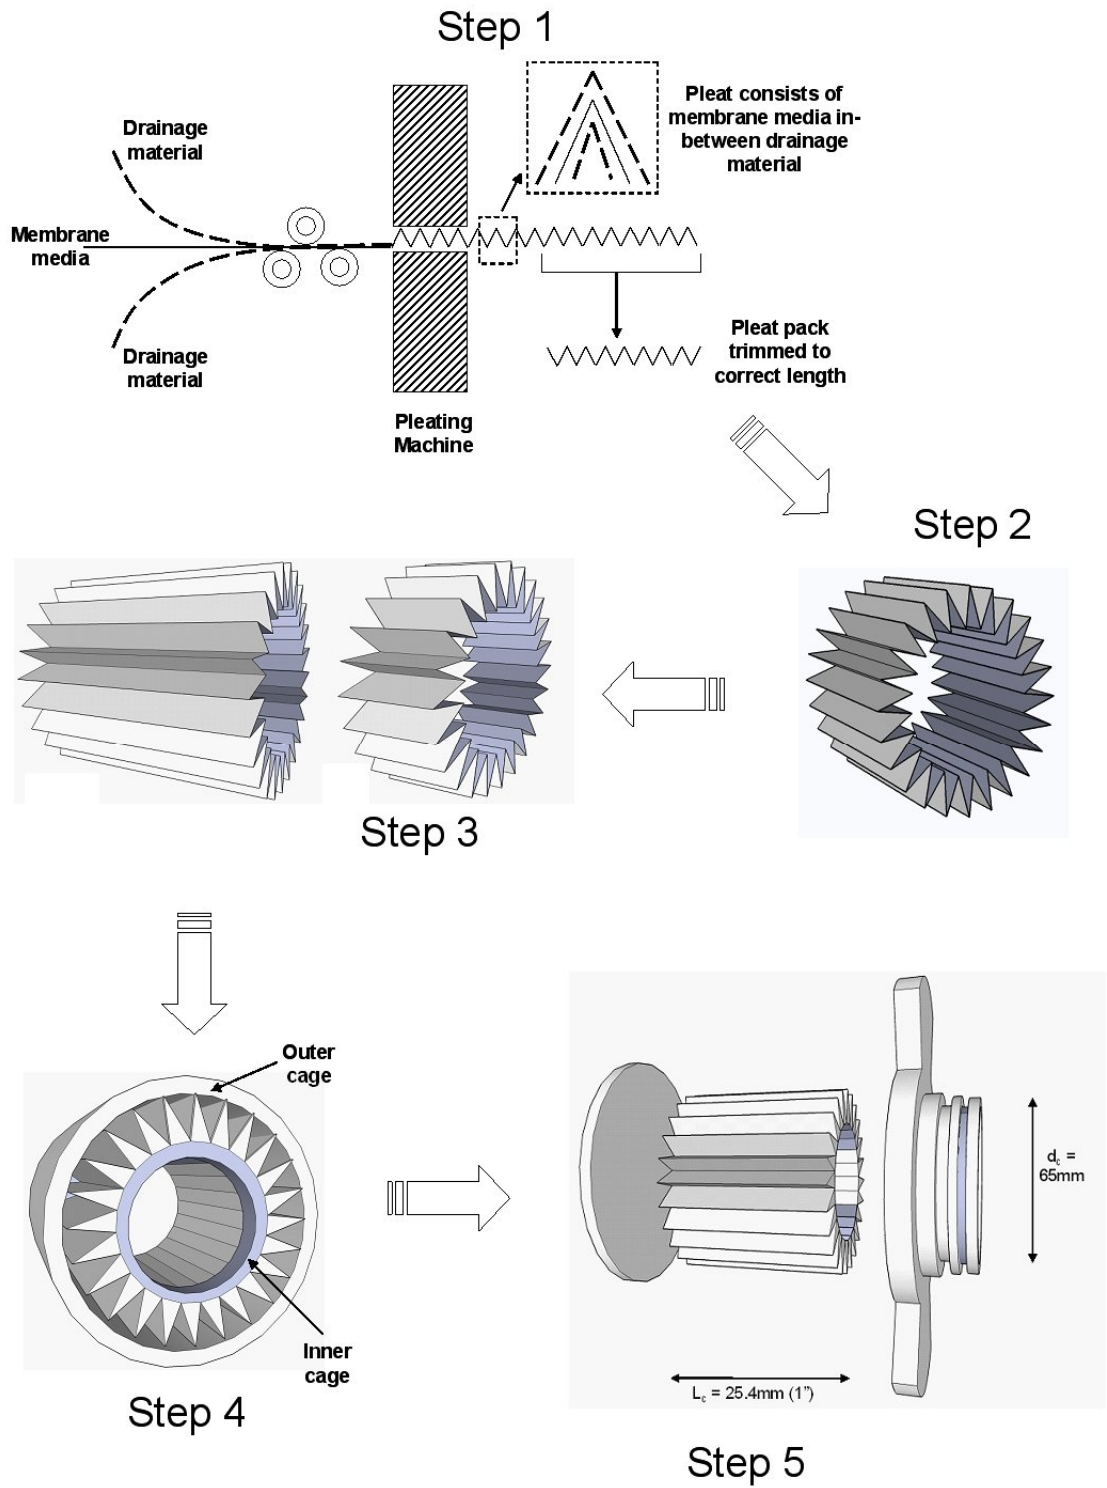 Step 1
Drainage
material
Pleat consists of
membrane media in-
between drainage
material
Membrane
media
Drainage
material
Pleat pack
trimmed to
correct length
Pleating
Machine
Step 2
Step 3
Outer
cage
Inner
cage
Step 4
d_c =
65mm
L_c = 25.4mm (1”)
Step 5